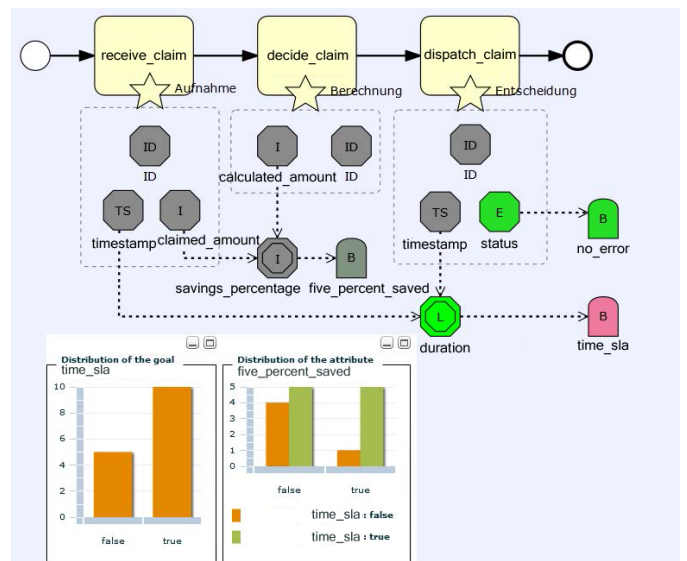 receive_claim
decide_claim
dispatch_claim
Aufnahme
Berechnung
Entscheidung
ID
ID
TS
timestamp
I
claimed_amount
I
calculated_amount
ID
ID
ID
ID
TS
timestamp
E
status
B
no_error
I
savings_percentage
B
five_percent_saved
L
duration
B
time_sla
Distribution of the goal
time_sla
10
8
6
4
2
0
false true
Distribution of the attribute
five_percent_saved
5
4
3
2
1
0
false true
time_sla : false
time_sla : true